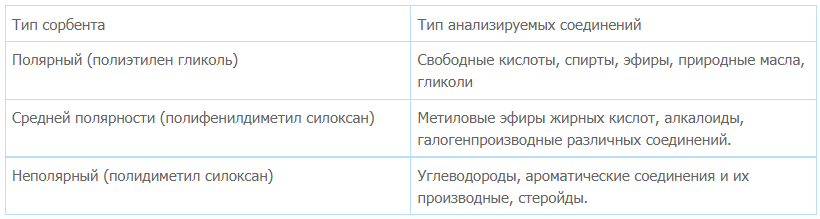 Тип сорбента
Тип анализируемых соединений
Полярный (полиэтилен гликоль)
Свободные кислоты, спирты, эфиры, природные масла,
гликоли
Средней полярности (полифенилдиметил силоксан)
Метиловые эфиры жирных кислот, алкалоиды,
галогенпроизводные различных соединений.
Неполярный (полидиметил силоксан)
Углеводороды, ароматические соединения и их
производные, стеройды.